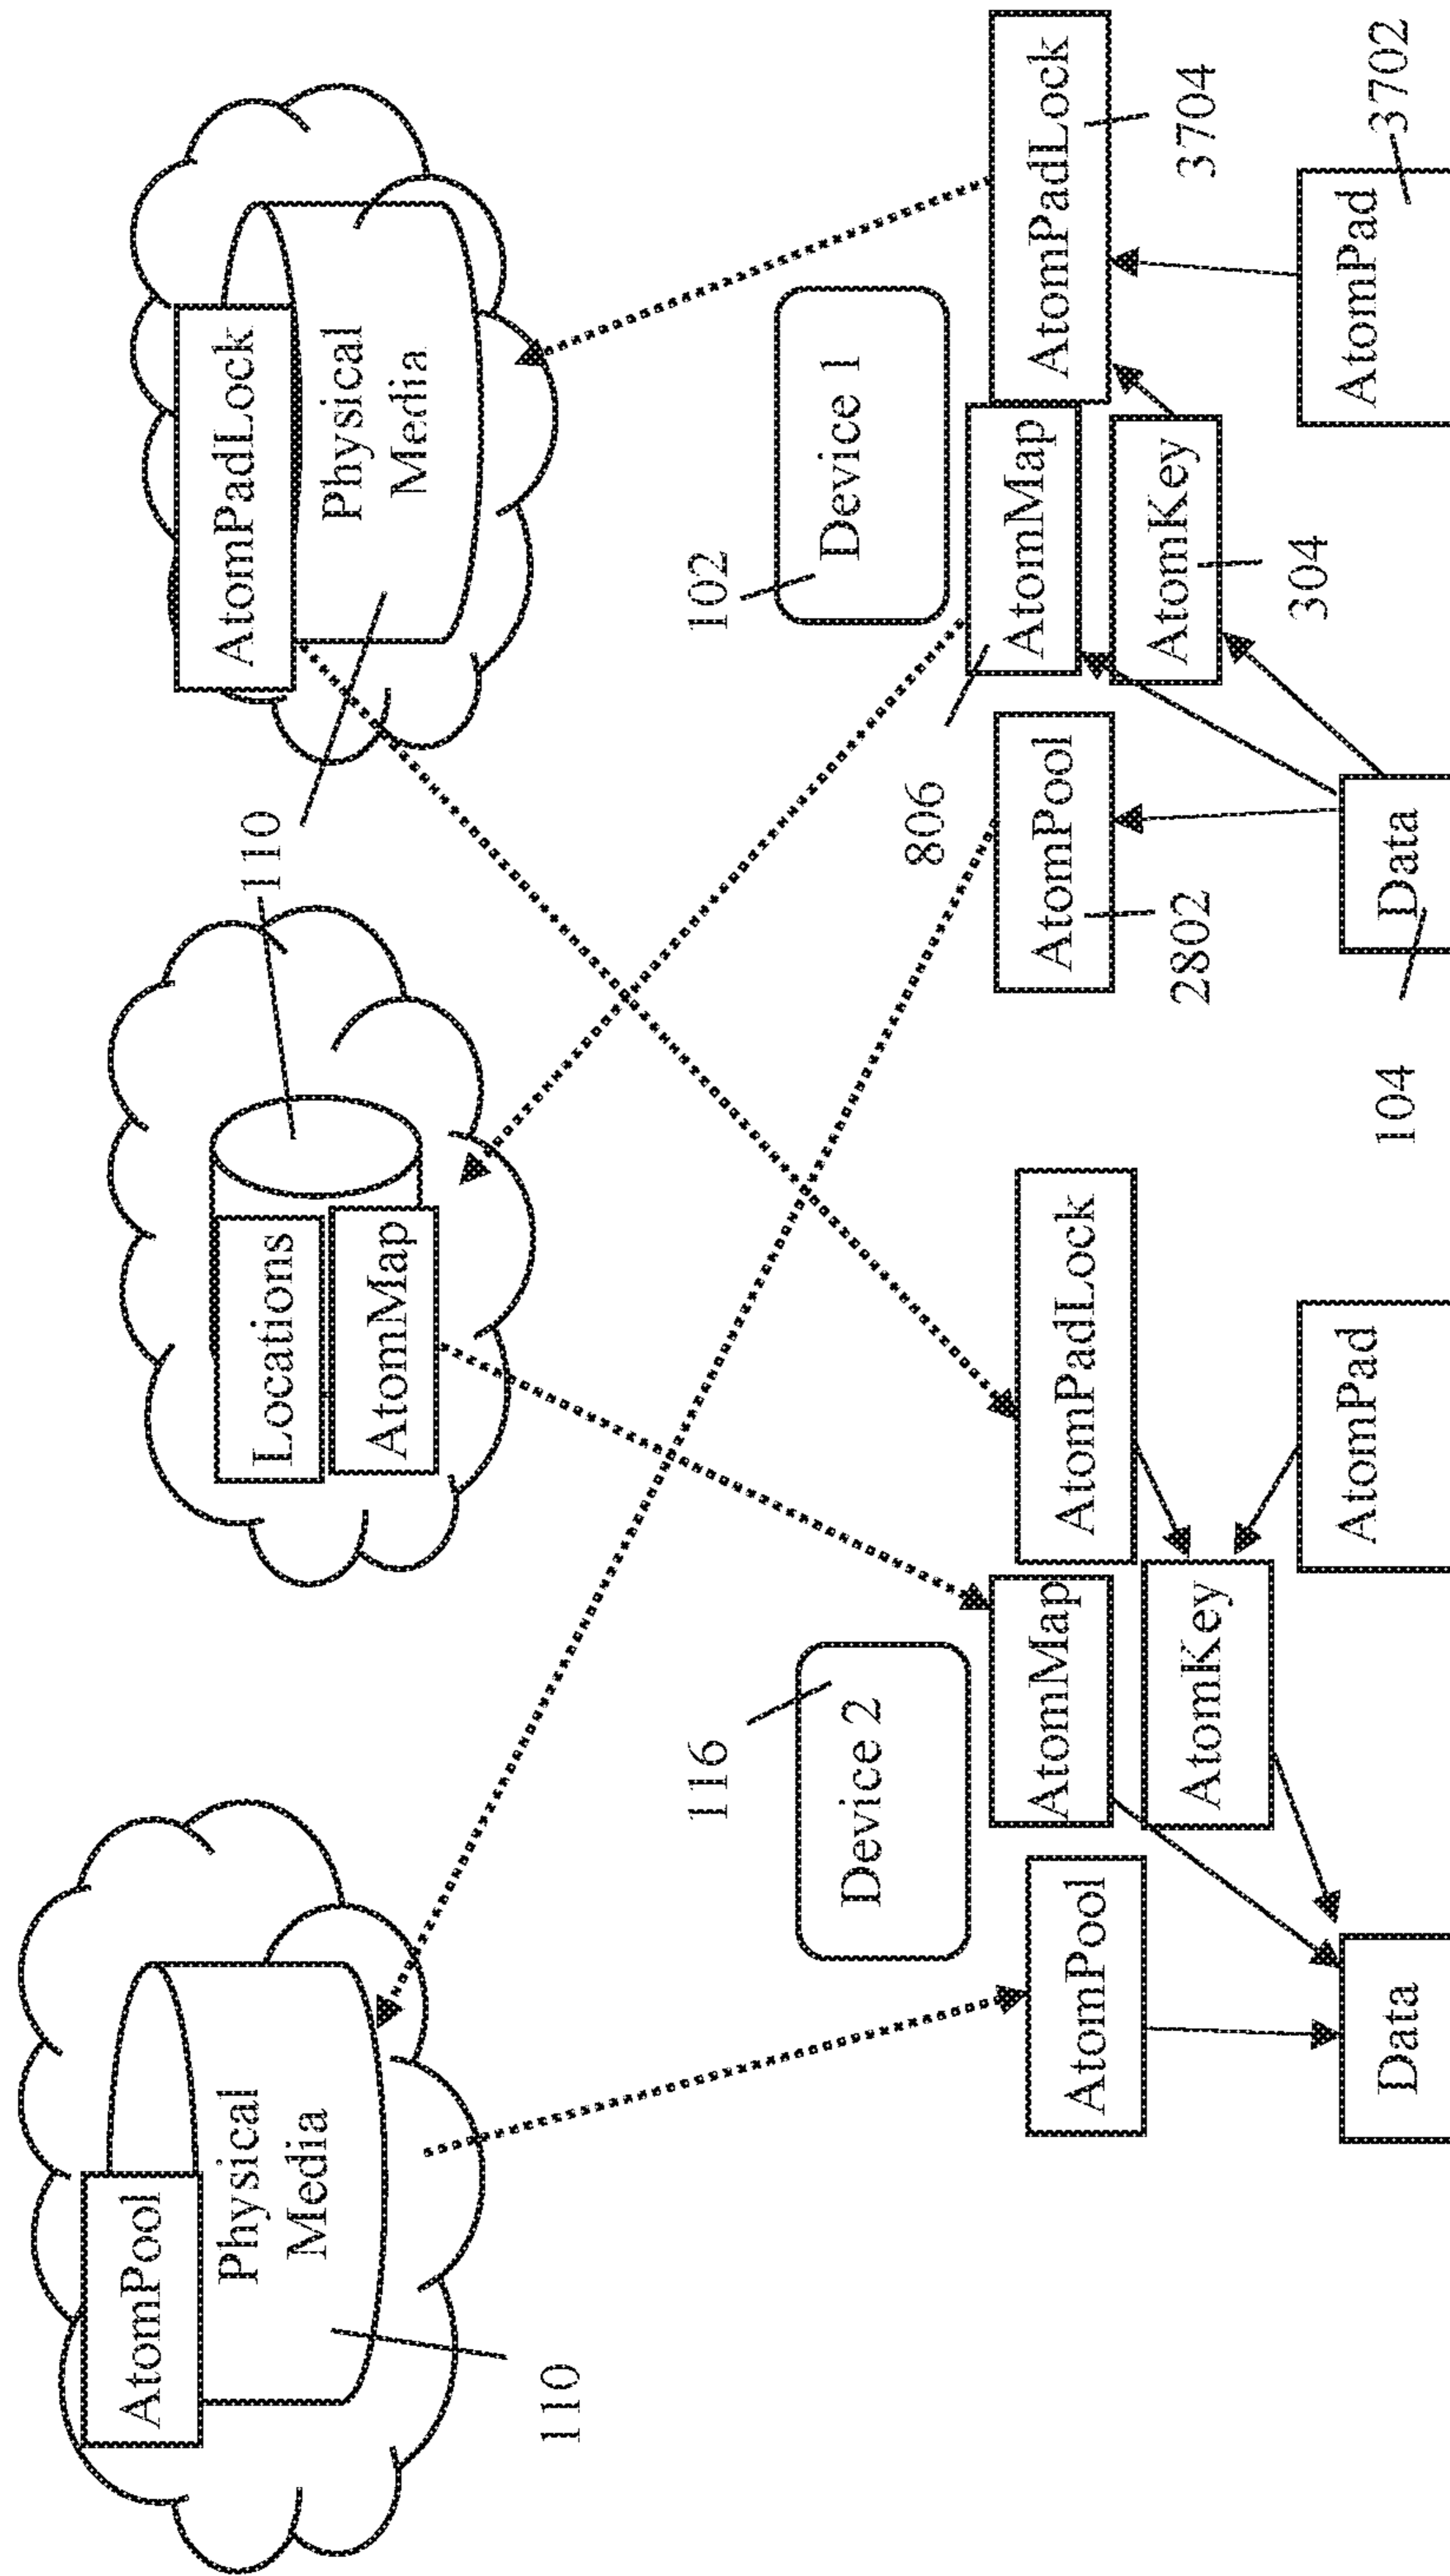 AtomPool
Physical
Media
110
Locations
AtomMap
110
AtomPadLock
Physical
Media
Device 2
116
AtomPool
AtomMap
AtomPadLock
AtomKey
Data
AtomPad
102
Device 1
806
AtomPool
2802
AtomMap
AtomPadLock
3704
AtomKey
304
Data
104
AtomPad
3702